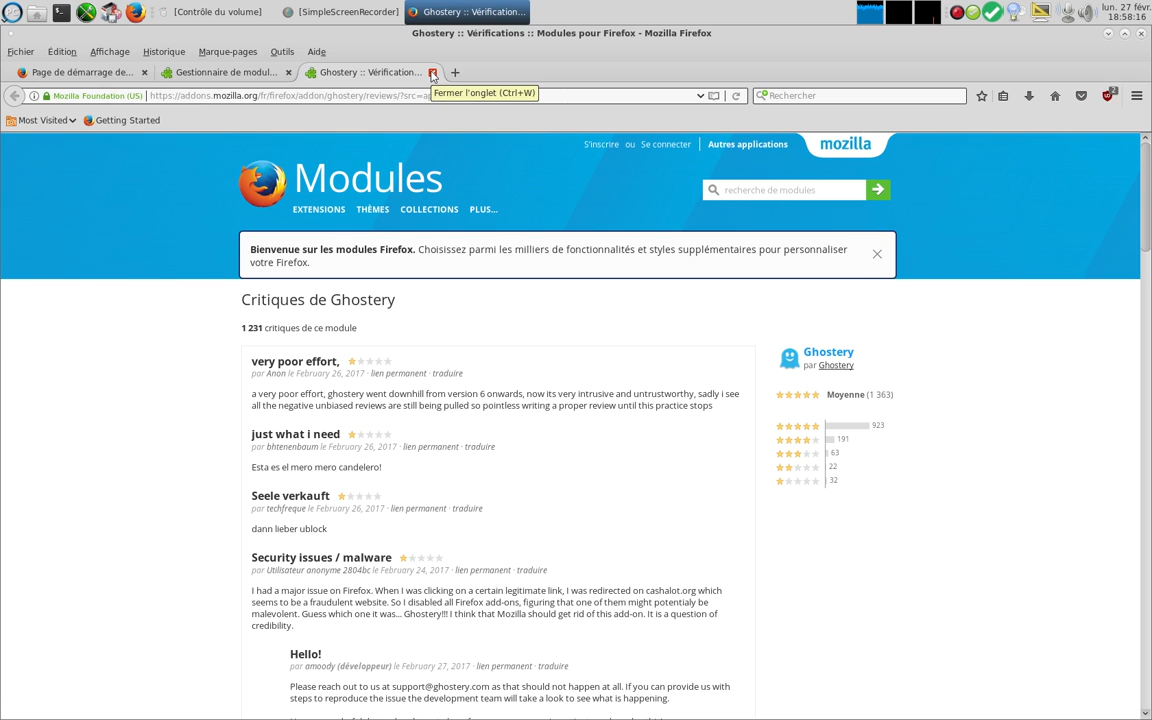 [Contrôle du volume]
[SimpleScreenRecorder]
Ghostery :: Vérification...
lun. 27 févr.
18:58:16
Ghostery :: Vérifications :: Modules pour Firefox - Mozilla Firefox
Fichier Édition Affichage Historique Marque-pages Outils Aide
Page de démarrage de... Gestionnaire de modul... Ghostery :: Vérification...
Fermer l'onglet (Ctrl+W)
Mozilla Foundation (US) https://addons.mozilla.org/fr/firefox/addon/ghostery/reviews/?src=ap
Rechercher
2
Most Visited Getting Started
S'inscrire ou Se connecter Autres applications mozilla
Modules
recherche de modules
EXTENSIONS THÈMES COLLECTIONS PLUS...
Bienvenue sur les modules Firefox. Choisissez parmi les milliers de fonctionnalités et styles supplémentaires pour personnaliser
votre Firefox.
Critiques de Ghostery
1 231 critiques de ce module
very poor effort,
par Anon le February 26, 2017 · lien permanent · traduire
a very poor effort, ghostery went downhill from version 6 onwards, now its very intrusive and untrustworthy, sadly i see
all the negative unbiased reviews are still being pulled so pointless writing a proper review until this practice stops
just what i need
par bhtenenbaum le February 26, 2017 · lien permanent · traduire
Esta es el mero mero candelero!
Seele verkauft
par techfreque le February 26, 2017 · lien permanent · traduire
dann lieber ublock
Security issues / malware
par Utilisateur anonyme 2804bc le February 24, 2017 · lien permanent · traduire
I had a major issue on Firefox. When I was clicking on a certain legitimate link, I was redirected on cashalot.org which
seems to be a fraudulent website. So I disabled all Firefox add-ons, figuring that one of them might potentialy be
malevolent. Guess which one it was... Ghostery!!! I think that Mozilla should get rid of this add-on. It is a question of
credibility.
Hello!
par amoody (développeur) le February 27, 2017 · lien permanent · traduire
Please reach out to us at support@ghostery.com as that should not happen at all. If you can provide us with
steps to reproduce the issue the development team will take a look to see what is happening.
Ghostery
par Ghostery
Moyenne (1 363)
923
191
63
22
32